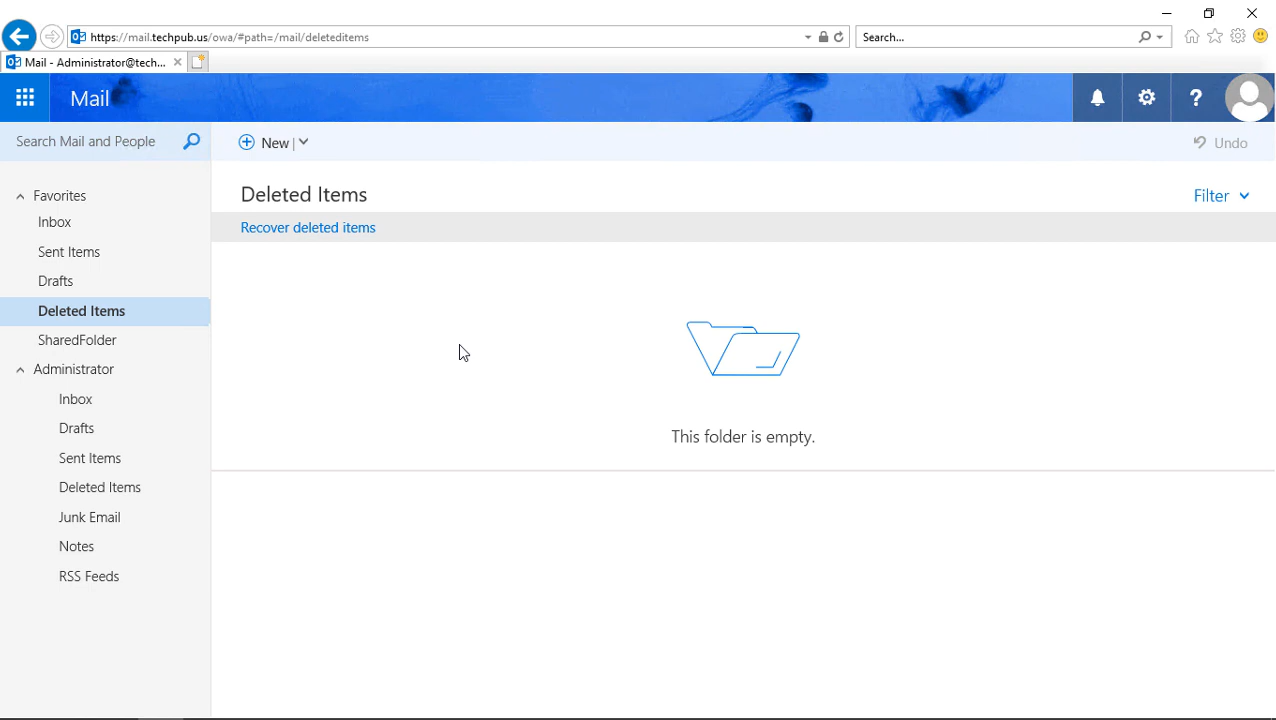 https://mail.techpub.us/owa/#path=/mail/deleteditems
Search...
Mail - Administrator@tech...
Mail
Search Mail and People
New
Undo
Favorites
Inbox
Sent Items
Drafts
Deleted Items
SharedFolder
Administrator
Inbox
Drafts
Sent Items
Deleted Items
Junk Email
Notes
RSS Feeds
Deleted Items
Filter
Recover deleted items
This folder is empty.